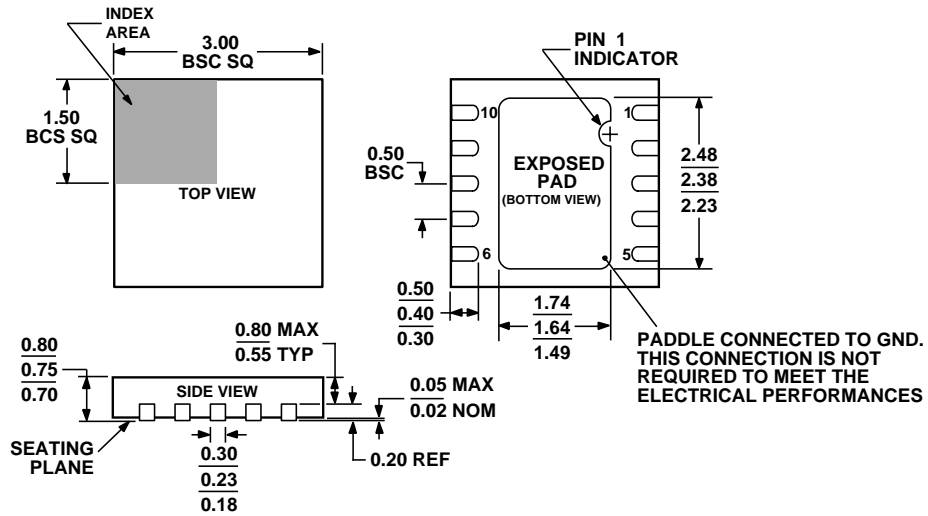 INDEX
AREA
3.00
BSC SQ
1.50
BCS SQ
TOP VIEW
PIN 1
INDICATOR
10
1
0.50
BSC
EXPOSED
PAD
(BOTTOM VIEW)
2.48
2.38
2.23
6
5
0.50
0.40
0.30
1.74
1.64
1.49
PADDLE CONNECTED TO GND.
THIS CONNECTION IS NOT
REQUIRED TO MEET THE
ELECTRICAL PERFORMANCES
0.80
0.75
0.70
0.80 MAX
0.55 TYP
SIDE VIEW
0.05 MAX
0.02 NOM
SEATING
PLANE
0.30
0.23
0.18
0.20 REF